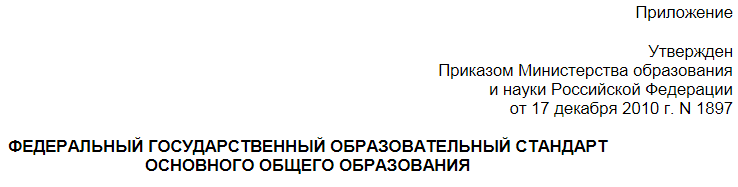 Приложение
Утвержден
Приказом Министерства образования
и науки Российской Федерации
от 17 декабря 2010 г. N 1897
ФЕДЕРАЛЬНЫЙ ГОСУДАРСТВЕННЫЙ ОБРАЗОВАТЕЛЬНЫЙ СТАНДАРТ
ОСНОВНОГО ОБЩЕГО ОБРАЗОВАНИЯ